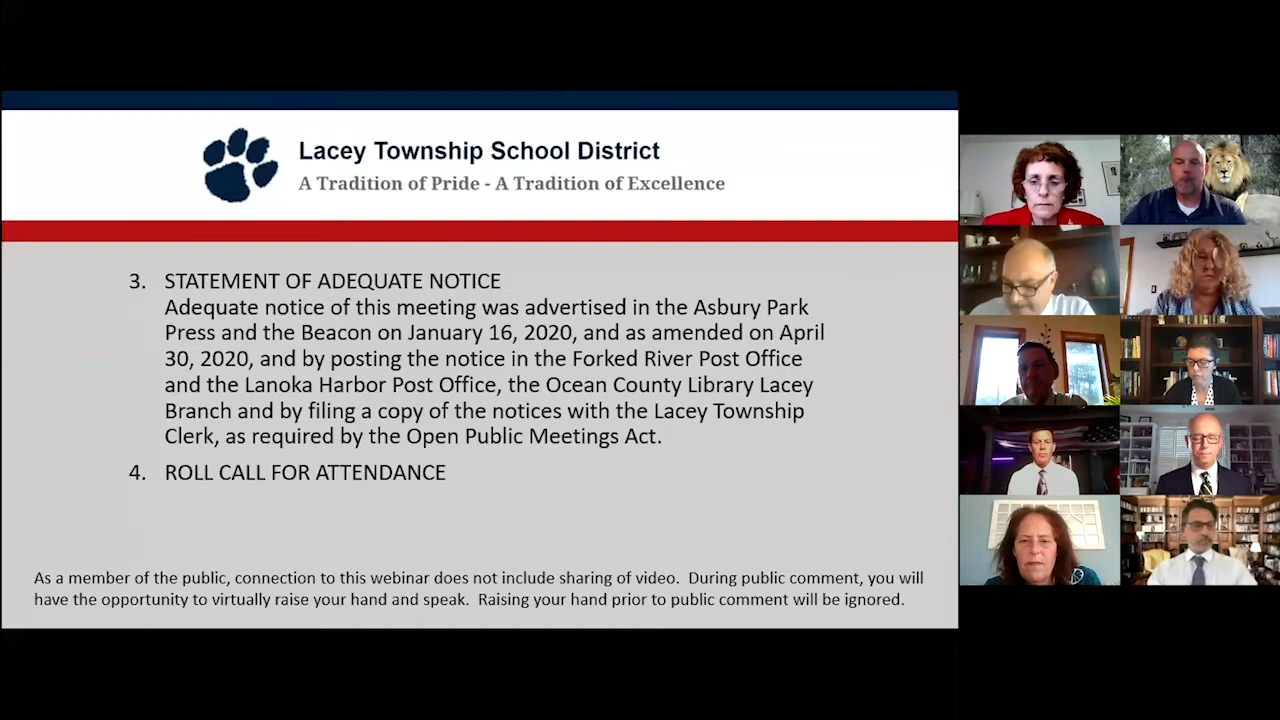 Lacey Township School District
A Tradition of Pride - A Tradition of Excellence
3. STATEMENT OF ADEQUATE NOTICE
Adequate notice of this meeting was advertised in the Asbury Park
Press and the Beacon on January 16, 2020, and as amended on April
30, 2020, and by posting the notice in the Forked River Post Office
and the Lanoka Harbor Post Office, the Ocean County Library Lacey
Branch and by filing a copy of the notices with the Lacey Township
Clerk, as required by the Open Public Meetings Act.
4. ROLL CALL FOR ATTENDANCE
As a member of the public, connection to this webinar does not include sharing of video. During public comment, you will
have the opportunity to virtually raise your hand and speak. Raising your hand prior to public comment will be ignored.